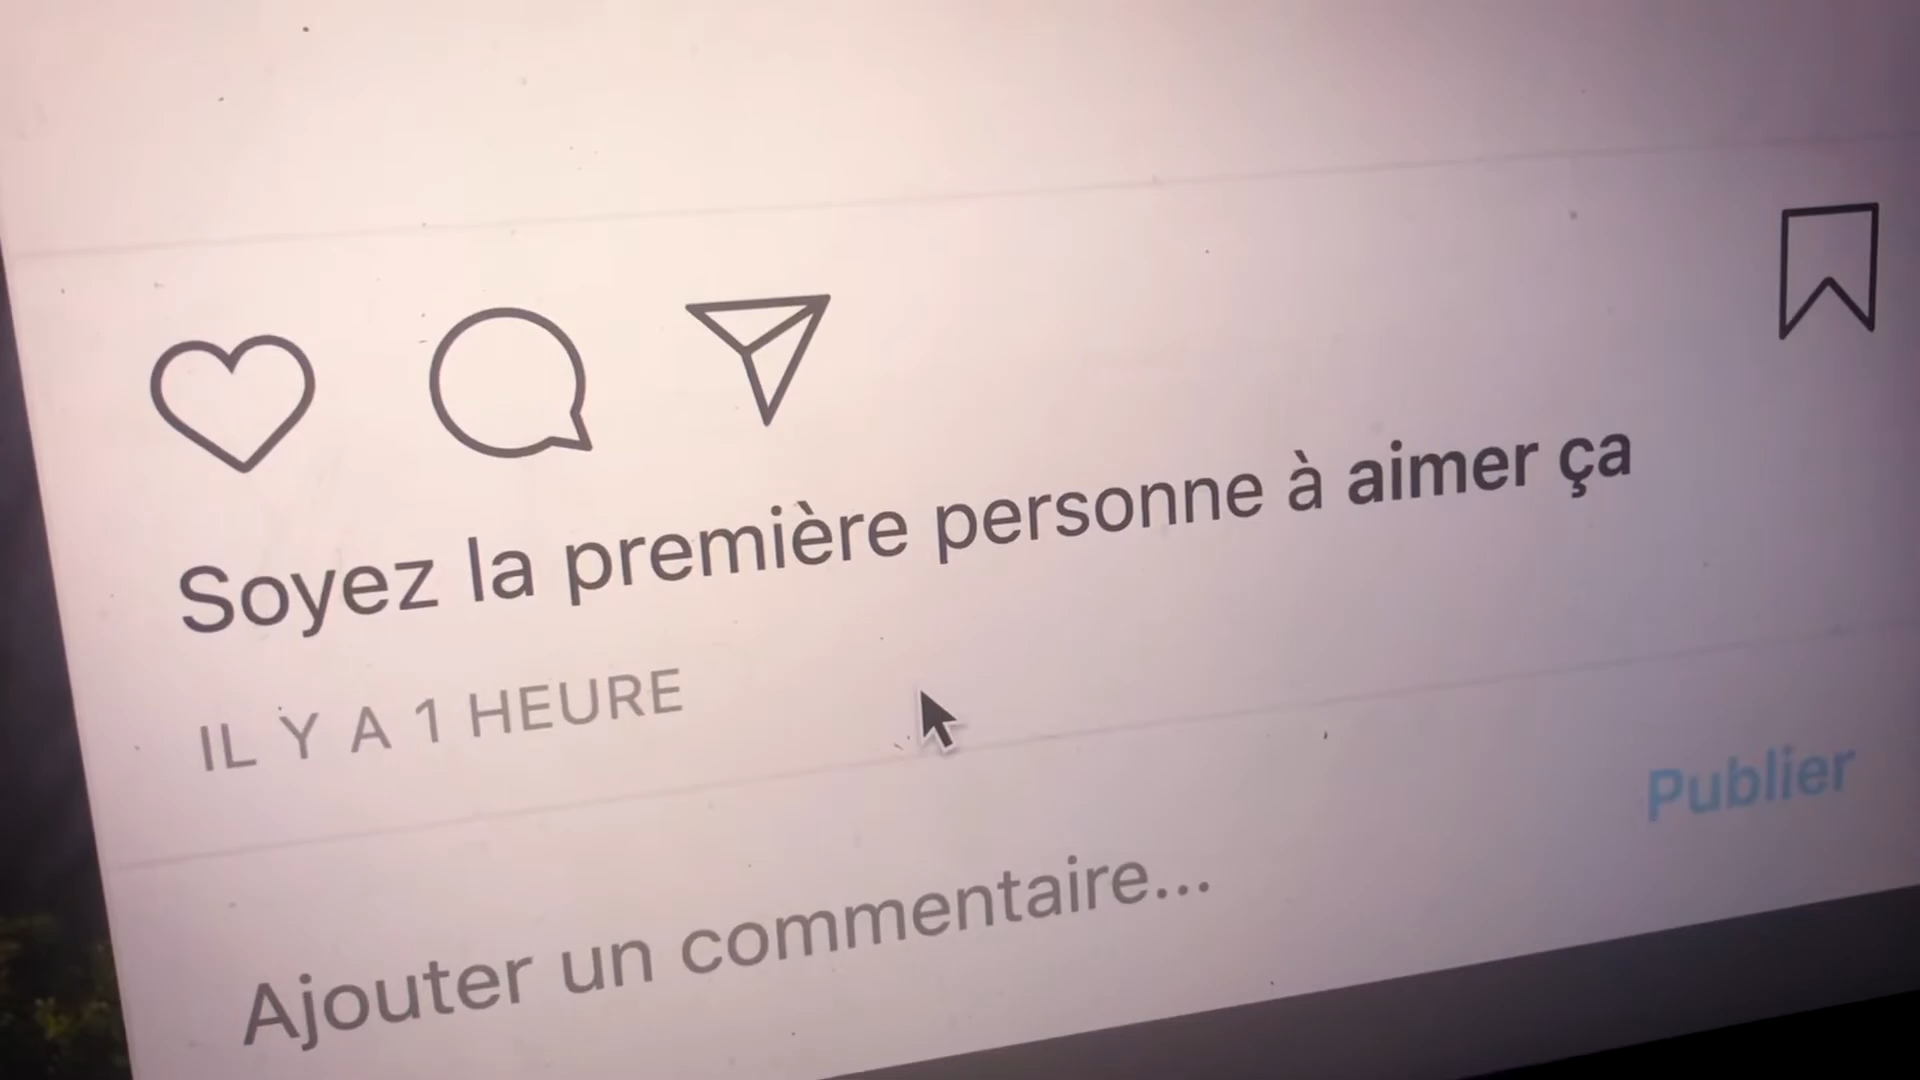 Soyez la première personne à aimer ça
IL Y A 1 HEURE
Publier
Ajouter un commentaire...